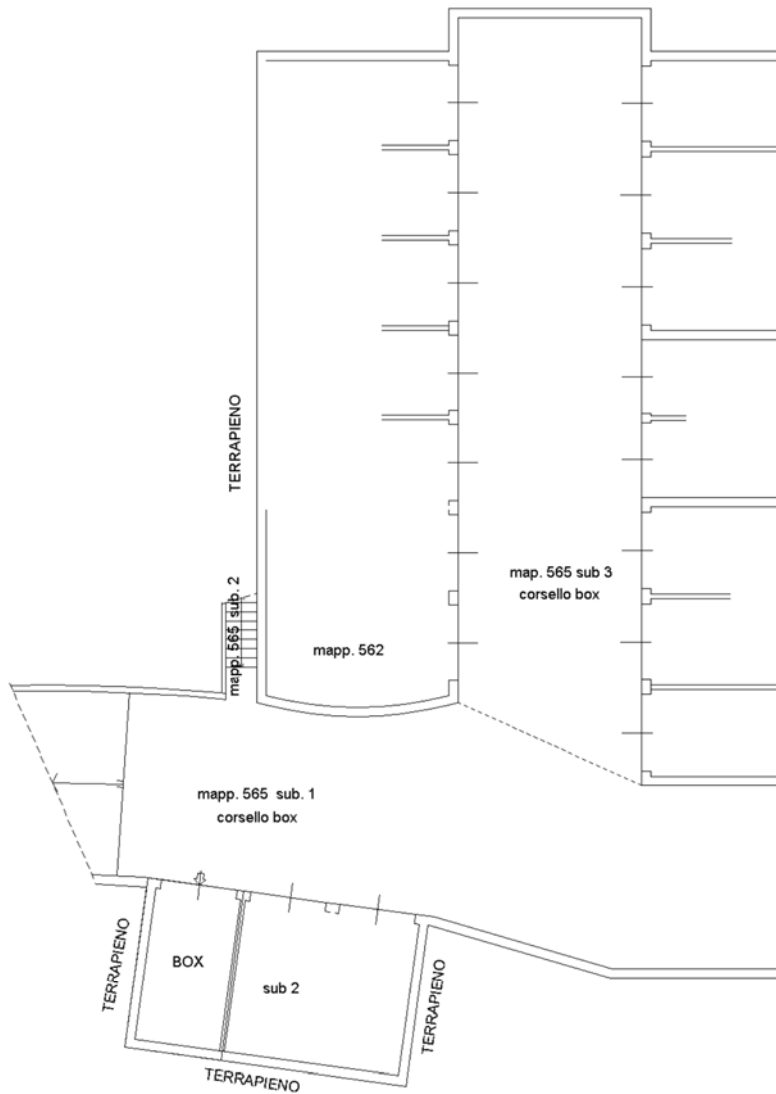 TERRAPIENO
mapp. 565 sub. 2
map. 565 sub 3
corsello box
mapp. 562
mapp. 565 sub. 1
corsello box
TERRAPIENO
BOX
sub 2
TERRAPIENO
TERRAPIENO